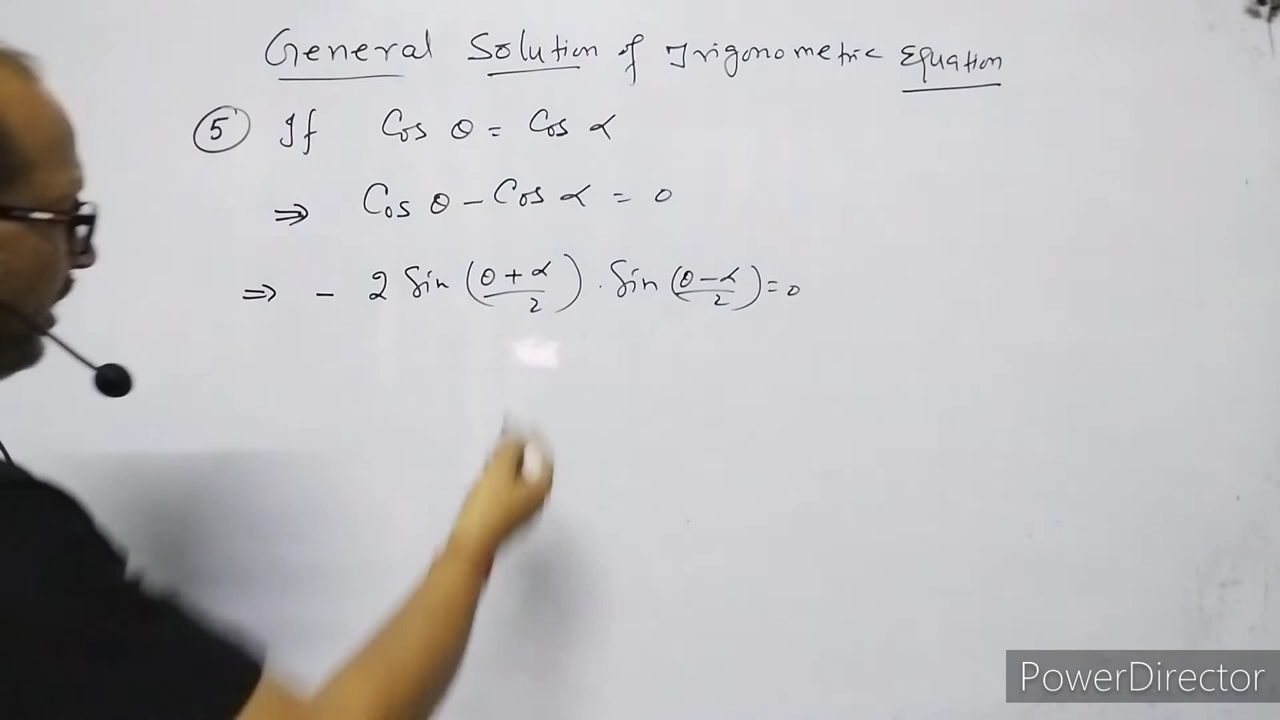 General Solution of Trigonometric Equation
⑤ If Cos θ = Cos α
⇒ Cos θ - Cos α = 0
⇒ - 2 Sin (θ + α / 2) . Sin (θ - α / 2) = 0
PowerDirector